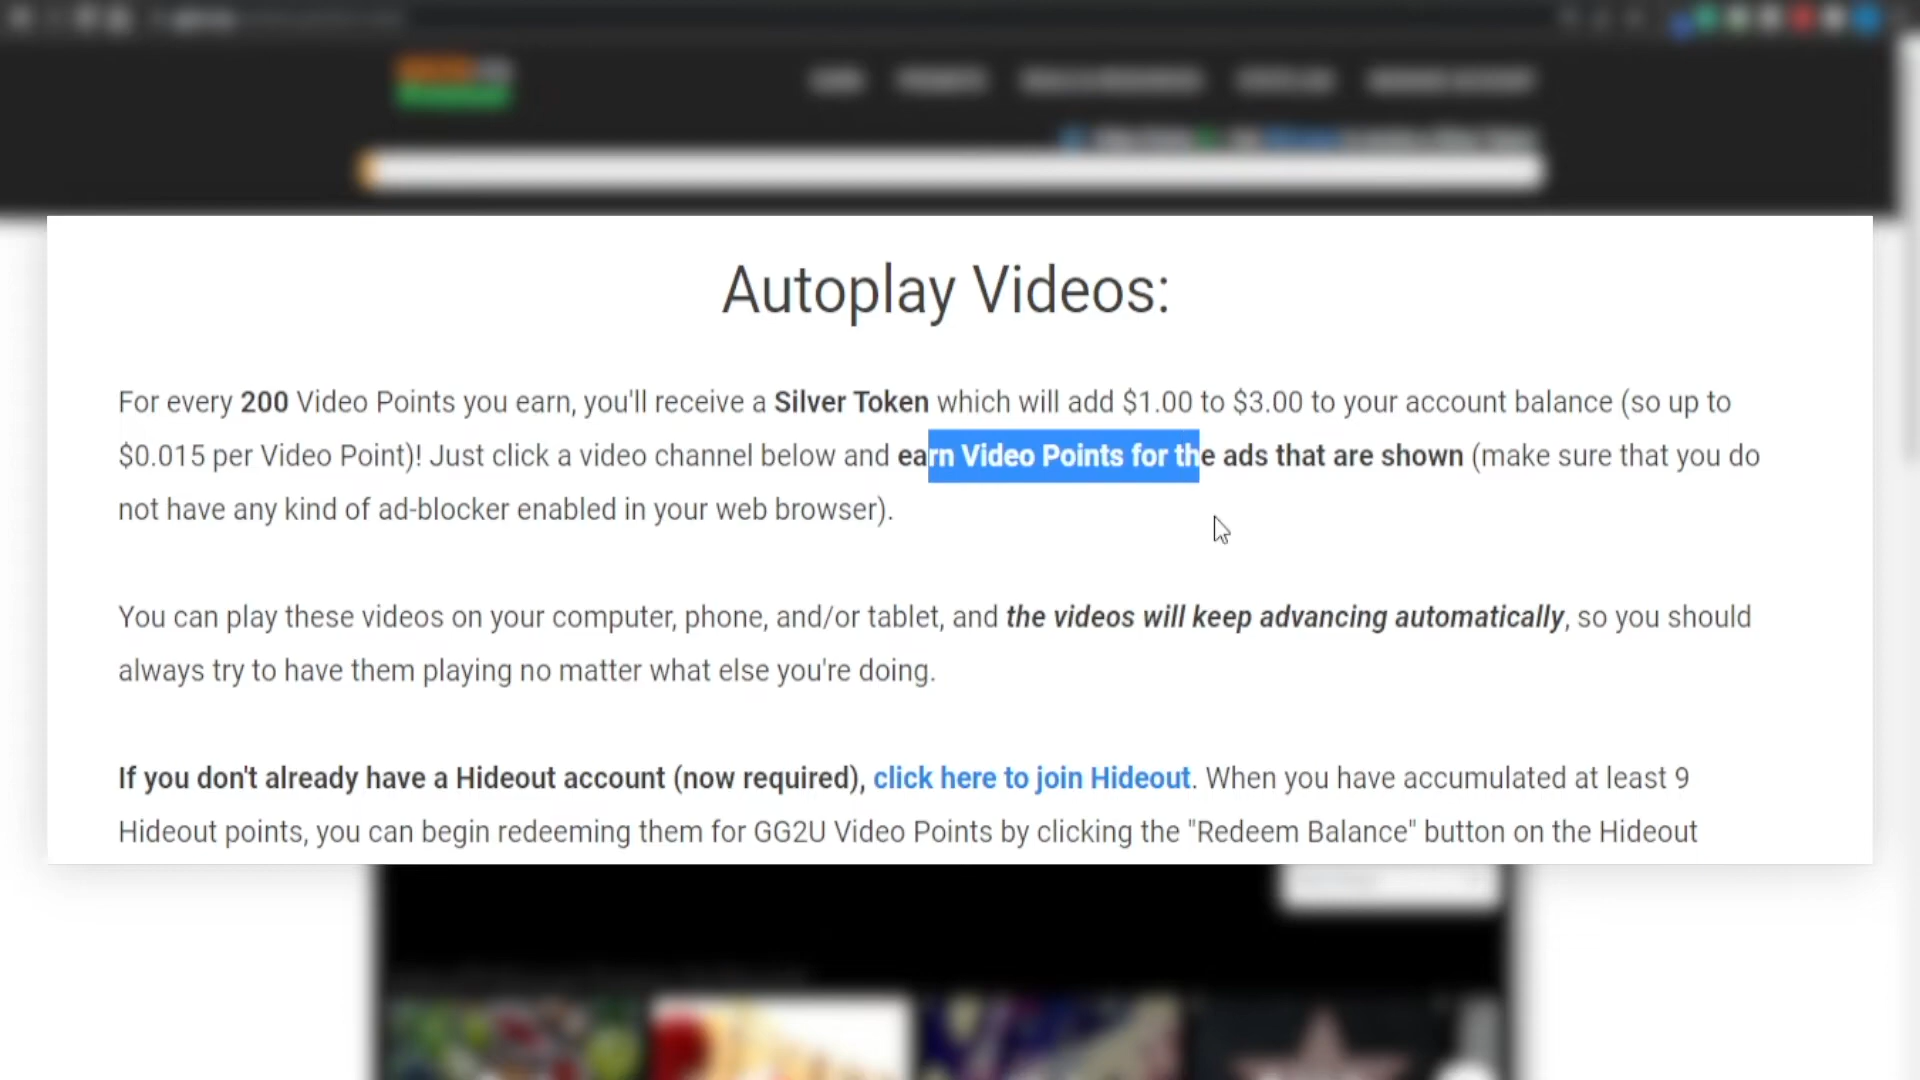 Autoplay Videos:
For every 200 Video Points you earn, you'll receive a Silver Token which will add $1.00 to $3.00 to your account balance (so up to
$0.015 per Video Point)! Just click a video channel below and earn Video Points for the ads that are shown (make sure that you do
not have any kind of ad-blocker enabled in your web browser).
You can play these videos on your computer, phone, and/or tablet, and the videos will keep advancing automatically, so you should
always try to have them playing no matter what else you're doing.
If you don't already have a Hideout account (now required), click here to join Hideout. When you have accumulated at least 9
Hideout points, you can begin redeeming them for GG2U Video Points by clicking the "Redeem Balance" button on the Hideout